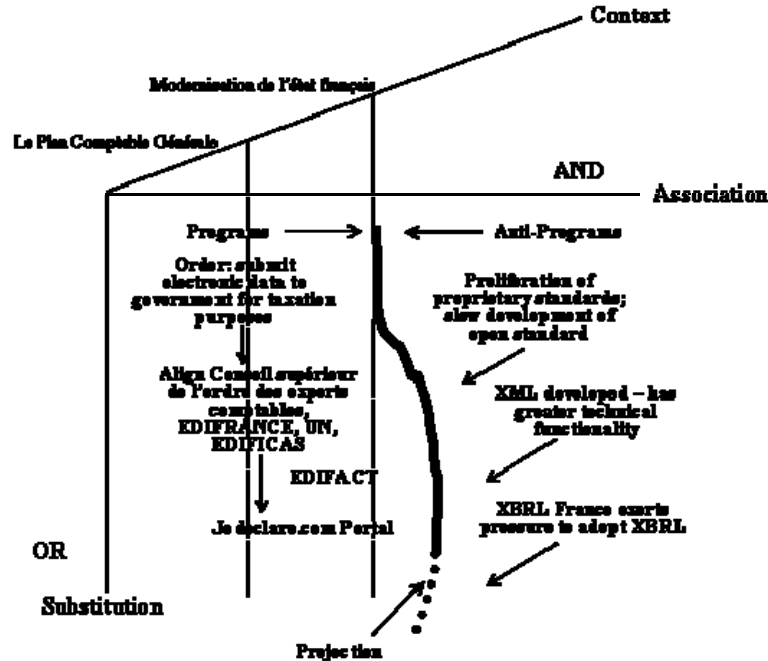 Context
Modernisation de l'état français
Le Plan Comptable Générale
AND
Association
Programs
Anti-Programs
Order: submit
electronic data to
government for taxation
purposes
Proliferation of
proprietary standards;
slow development of
open standard
Align Conseil supérieur
de l'ordre des experts
comptables,
EDIFRANCE, UN,
EDIFICAS
XML developed – has
greater technical
functionality
EDIFACT
Je declare.com Portal
XBRL France exerts
pressure to adopt XBRL
OR
Substitution
Projection